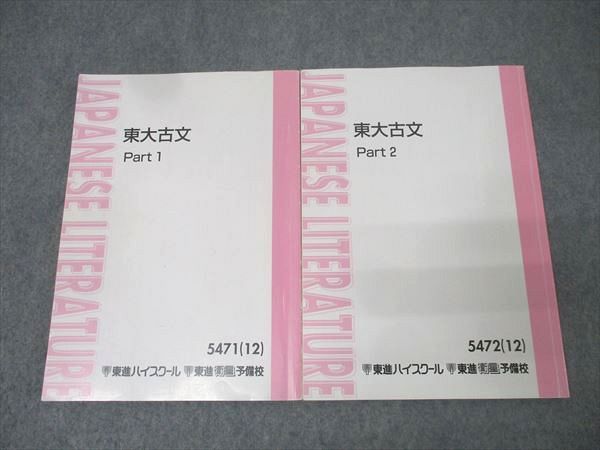 JAPANESE LITERATURE
東大古文
Part 1
5471(12)
東進ハイスクール 東進衛星予備校
JAPANESE LITERATURE
東大古文
Part 2
5472(12)
東進ハイスクール 東進衛星予備校